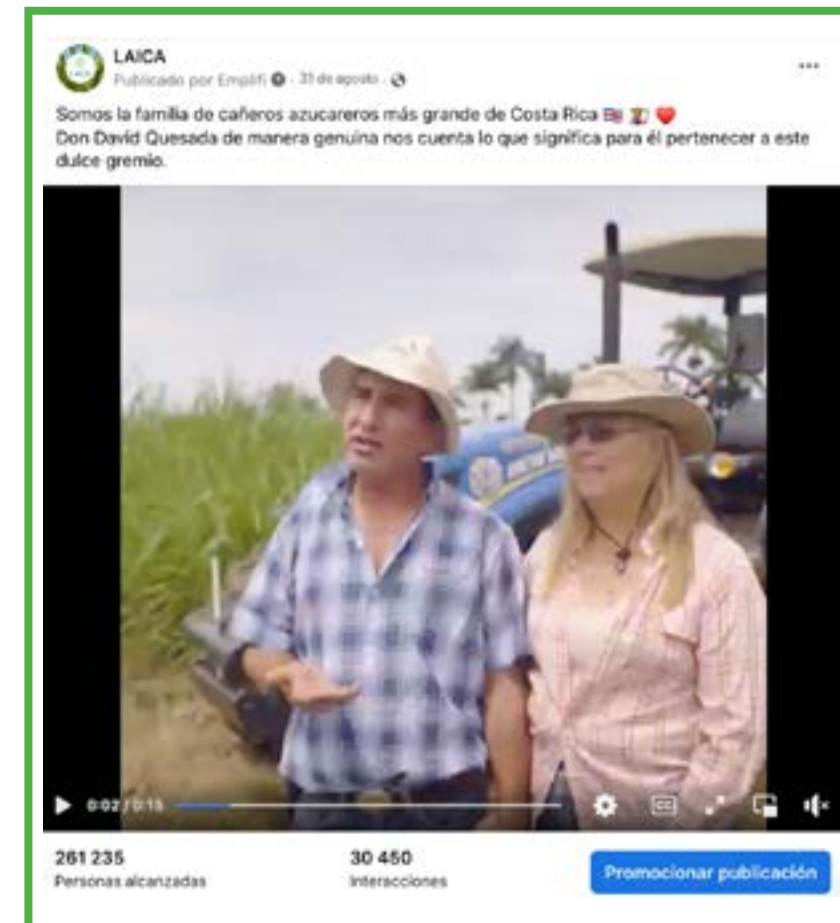 LAICA
Publicado por Emplifi · 31 de agosto ·
Somos la familia de cañeros azucareros más grande de Costa Rica 🇨🇷 👨‍🌾 ❤️
Don David Quesada de manera genuina nos cuenta lo que significa para él pertenecer a este
dulce gremio.
0:02 / 0:15
CC
261 235
Personas alcanzadas
30 450
Interacciones
Promocionar publicación